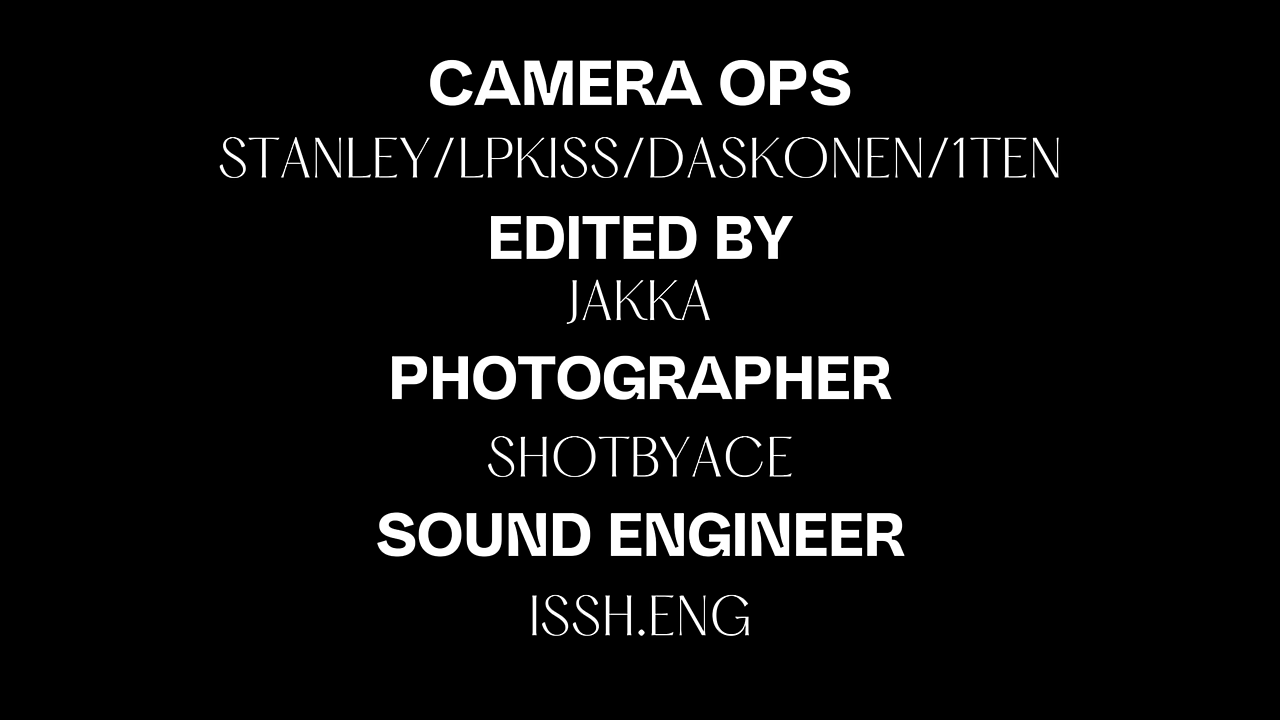 CAMERA OPS
STANLEY/LPKISS/DASKONEN/1TEN
EDITED BY
JAKKA
PHOTOGRAPHER
SHOTBYACE
SOUND ENGINEER
ISSH.ENG